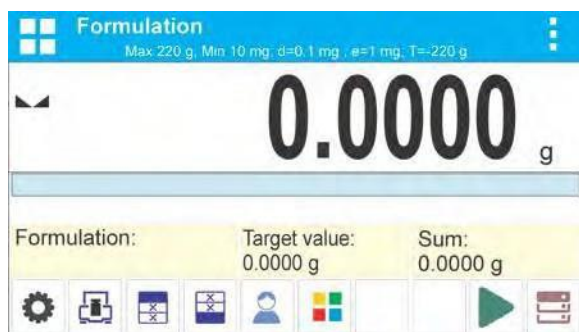 Formulation
Max 220 g; Min 10 mg; d=0.1 mg ; e=1 mg; T=-220 g
0.0000 g
Formulation:
Target value:
0.0000 g
Sum:
0.0000 g